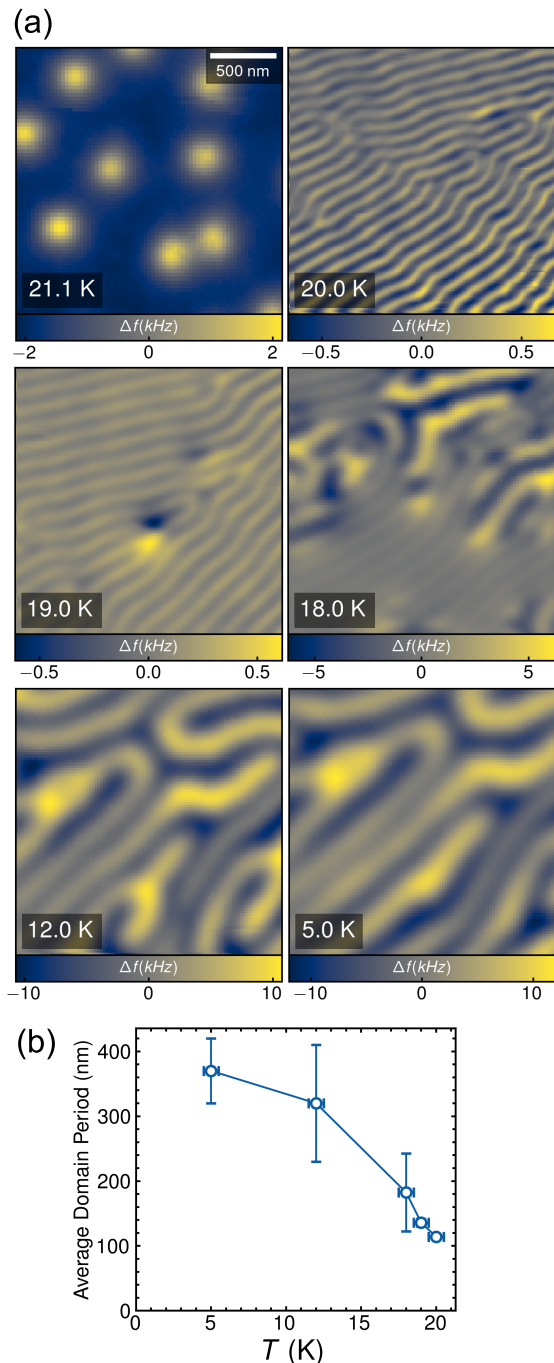 (a)
500 nm
21.1 K
20.0 K
Δf(kHz)
Δf(kHz)
−2 0 2
−0.5 0.0 0.5
19.0 K
18.0 K
Δf(kHz)
Δf(kHz)
−0.5 0.0 0.5
−5 0 5
12.0 K
5.0 K
Δf(kHz)
Δf(kHz)
−10 0 10
−10 0 10
(b)
Average Domain Period (nm)
400
300
200
100
0
0 5 10 15 20
T (K)